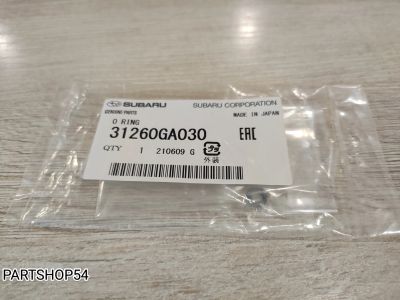 SUBARU SUBARU CORPORATION
GENUINE PARTS MADE IN JAPAN
O RING
31260GA030 EAC
QTY 1 210609 G 外装
PARTSHOP54